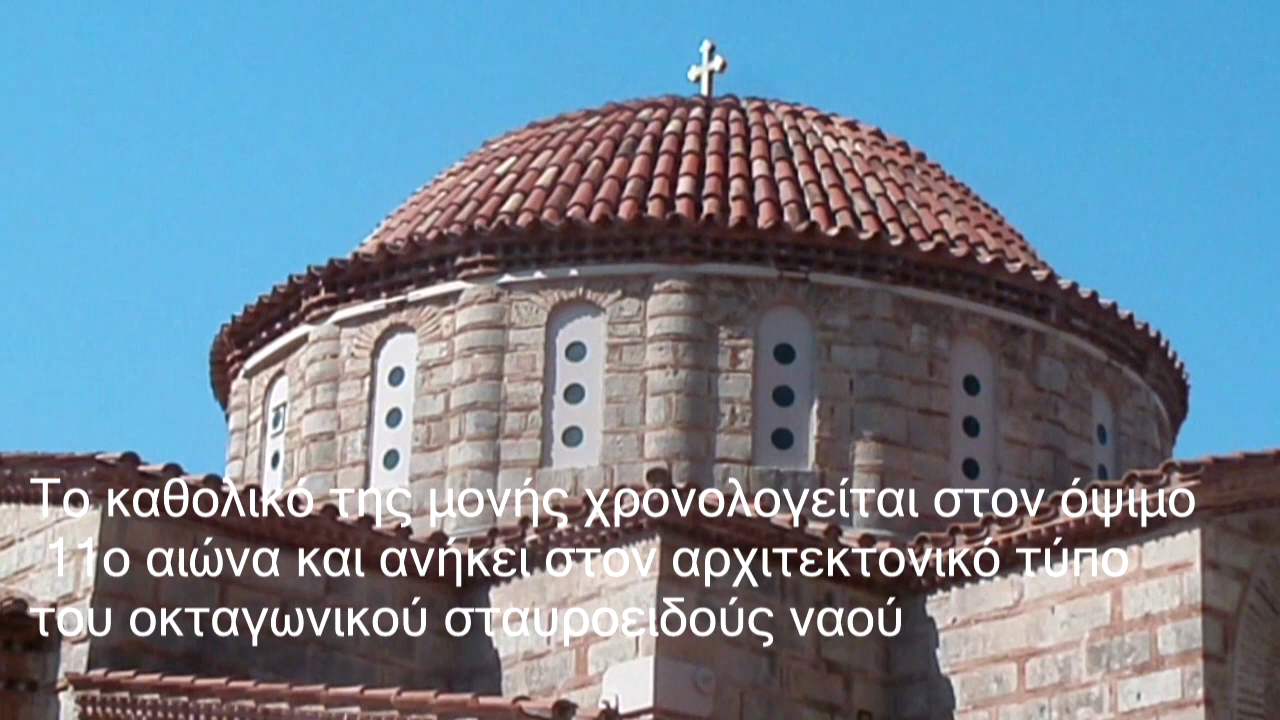 Το καθολικό της μονής χρονολογείται στον όψιμο
11ο αιώνα και ανήκει στον αρχιτεκτονικό τύπο
του οκταγωνικού σταυροειδούς ναού